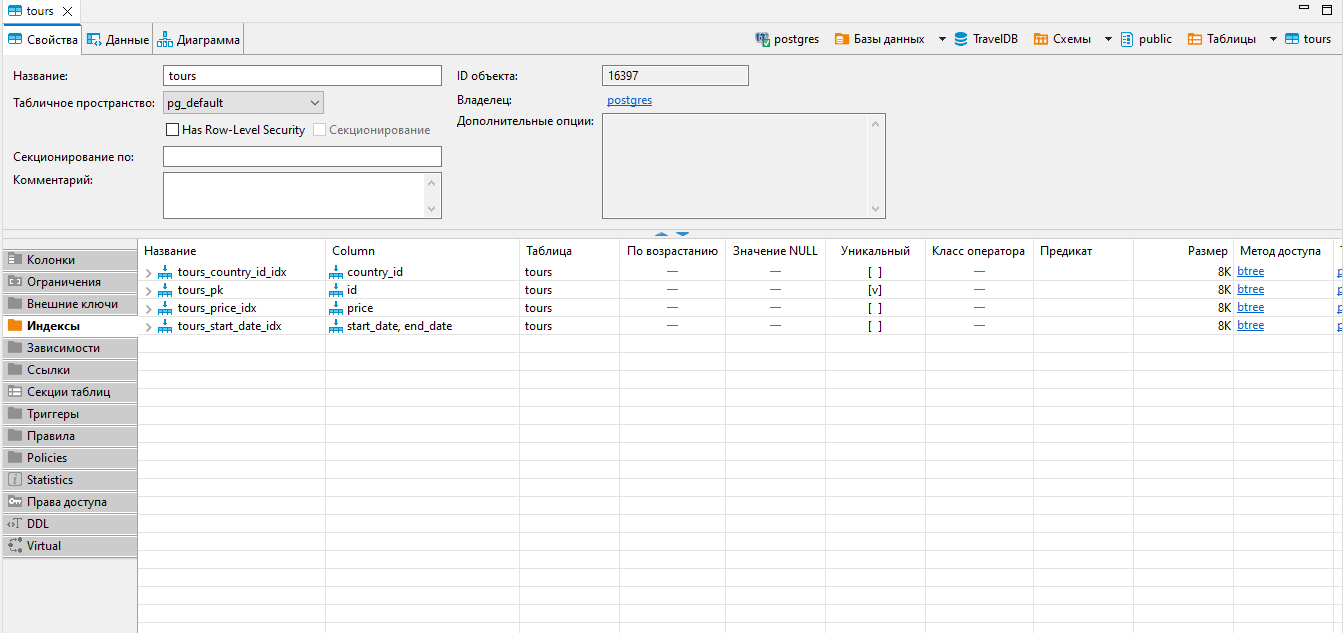 tours
Свойства Данные Диаграмма postgres Базы данных TravelDB Схемы public Таблицы tours
Название: tours ID объекта: 16397
Табличное пространство: pg_default Владелец: postgres
Has Row-Level Security Секционирование Дополнительные опции:
Секционирование по:
Комментарий:
Название Column Таблица По возрастанию Значение NULL Уникальный Класс оператора Предикат Размер Метод доступа
tours_country_id_idx country_id tours — — [ ] — 8K btree
tours_pk id tours — — [v] — 8K btree
tours_price_idx price tours — — [ ] — 8K btree
tours_start_date_idx start_date, end_date tours — — [ ] — 8K btree
Колонки
Ограничения
Внешние ключи
Индексы
Зависимости
Ссылки
Секции таблиц
Триггеры
Правила
Policies
Statistics
Права доступа
DDL
Virtual